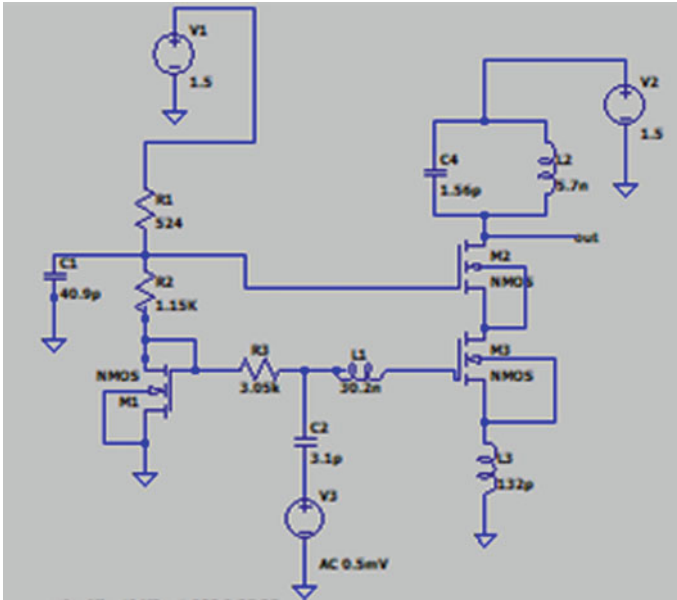 V1
1.5
V2
1.5
C4
1.56p
L2
5.7n
R1
524
out
M2
NMOS
C1
40.9p
R2
1.15K
R3
3.05k
L1
30.2n
M3
NMOS
NMOS
M1
C2
3.1p
L3
132p
V3
AC 0.5mV